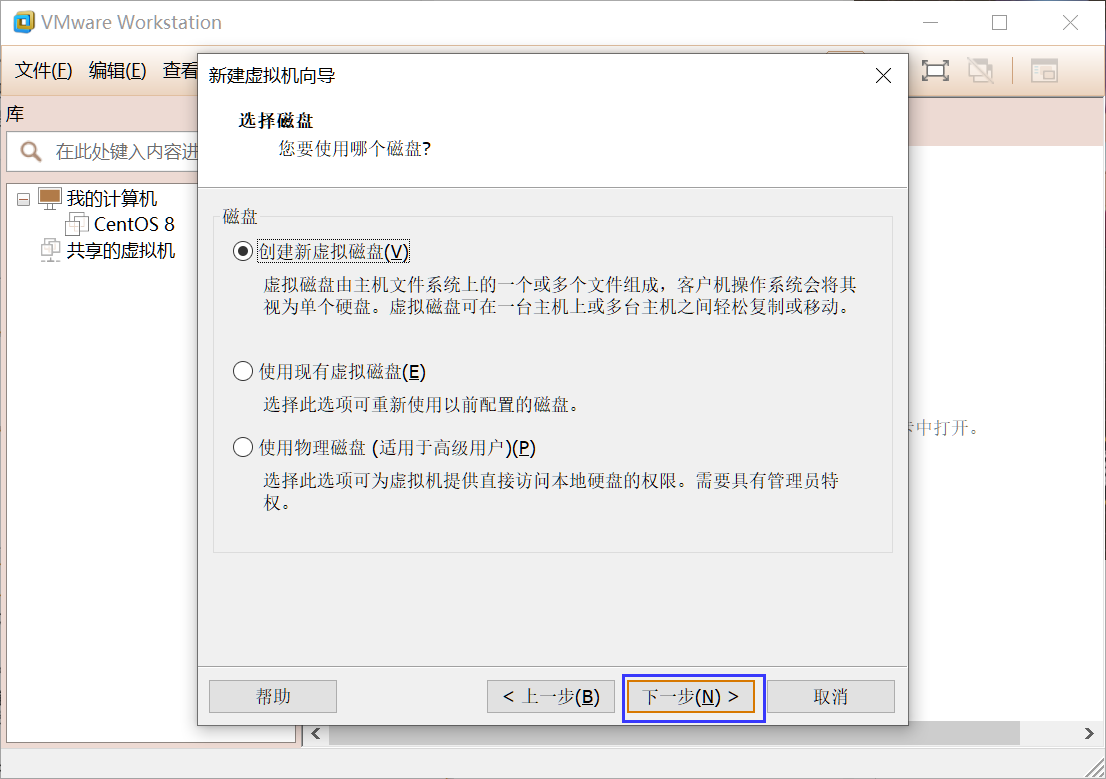 VMware Workstation
文件(F) 编辑(E) 查看
新建虚拟机向导
选择磁盘
您要使用哪个磁盘?
库
在此处键入内容进
我的计算机
CentOS 8
共享的虚拟机
磁盘
创建新虚拟磁盘(V)
虚拟磁盘由主机文件系统上的一个或多个文件组成，客户机操作系统会将其
视为单个硬盘。虚拟磁盘可在一台主机上或多台主机之间轻松复制或移动。
使用现有虚拟磁盘(E)
选择此选项可重新使用以前配置的磁盘。
中打开。
使用物理磁盘 (适用于高级用户)(P)
选择此选项可为虚拟机提供直接访问本地硬盘的权限。需要具有管理员特
权。
帮助
< 上一步(B)
下一步(N) >
取消